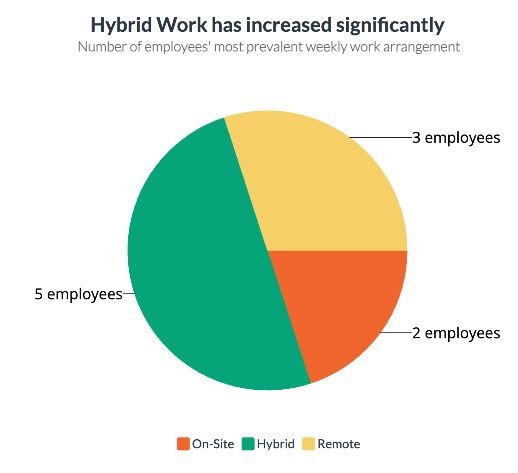 Hybrid Work has increased significantly
Number of employees' most prevalent weekly work arrangement
3 employees
5 employees
2 employees
On-Site Hybrid Remote